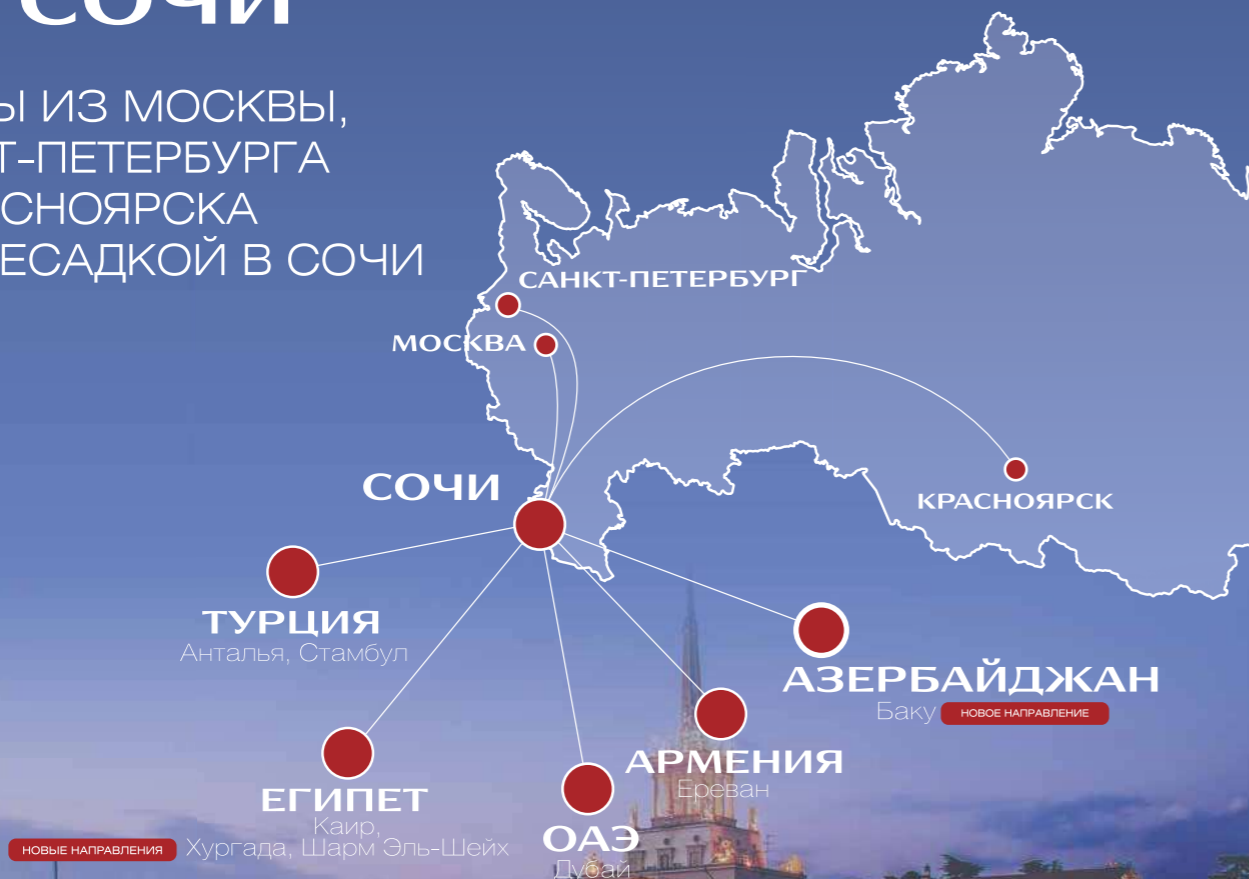 СОЧИ
Ы ИЗ МОСКВЫ,
Т-ПЕТЕРБУРГА
СНОЯРСКА
ЕСАДКОЙ В СОЧИ
САНКТ-ПЕТЕРБУРГ
МОСКВА
СОЧИ
КРАСНОЯРСК
ТУРЦИЯ
Анталья, Стамбул
АЗЕРБАЙДЖАН
Баку НОВОЕ НАПРАВЛЕНИЕ
АРМЕНИЯ
Ереван
ЕГИПЕТ
Каир,
НОВЫЕ НАПРАВЛЕНИЯ Хургада, Шарм Эль-Шейх
ОАЭ
Дубай